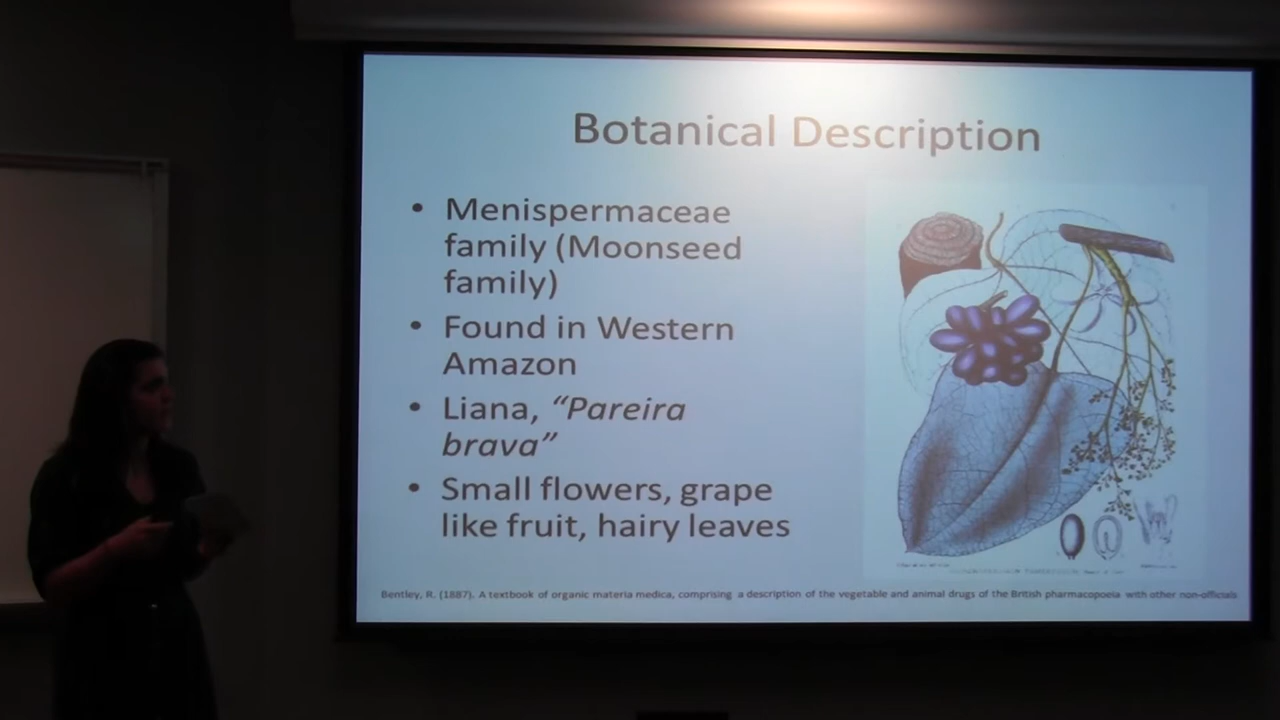 Botanical Description
• Menispermaceae
family (Moonseed
family)
• Found in Western
Amazon
• Liana, “Pareira
brava”
• Small flowers, grape
like fruit, hairy leaves
Bentley, R. (1887). A textbook of organic materia medica, comprising a description of the vegetable and animal drugs of the British pharmacopoeia with other non-officials